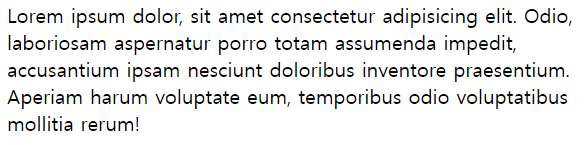 Lorem ipsum dolor, sit amet consectetur adipisicing elit. Odio,
laboriosam aspernatur porro totam assumenda impedit,
accusantium ipsam nesciunt doloribus inventore praesentium.
Aperiam harum voluptate eum, temporibus odio voluptatibus
mollitia rerum!